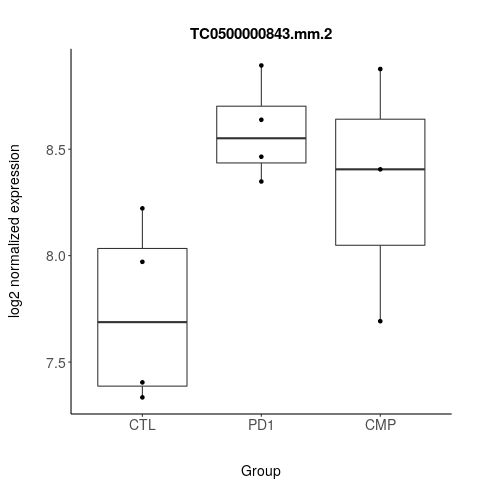 TC0500000843.mm.2
log2 normalized expression
8.5
8.0
7.5
CTL
PD1
CMP
Group